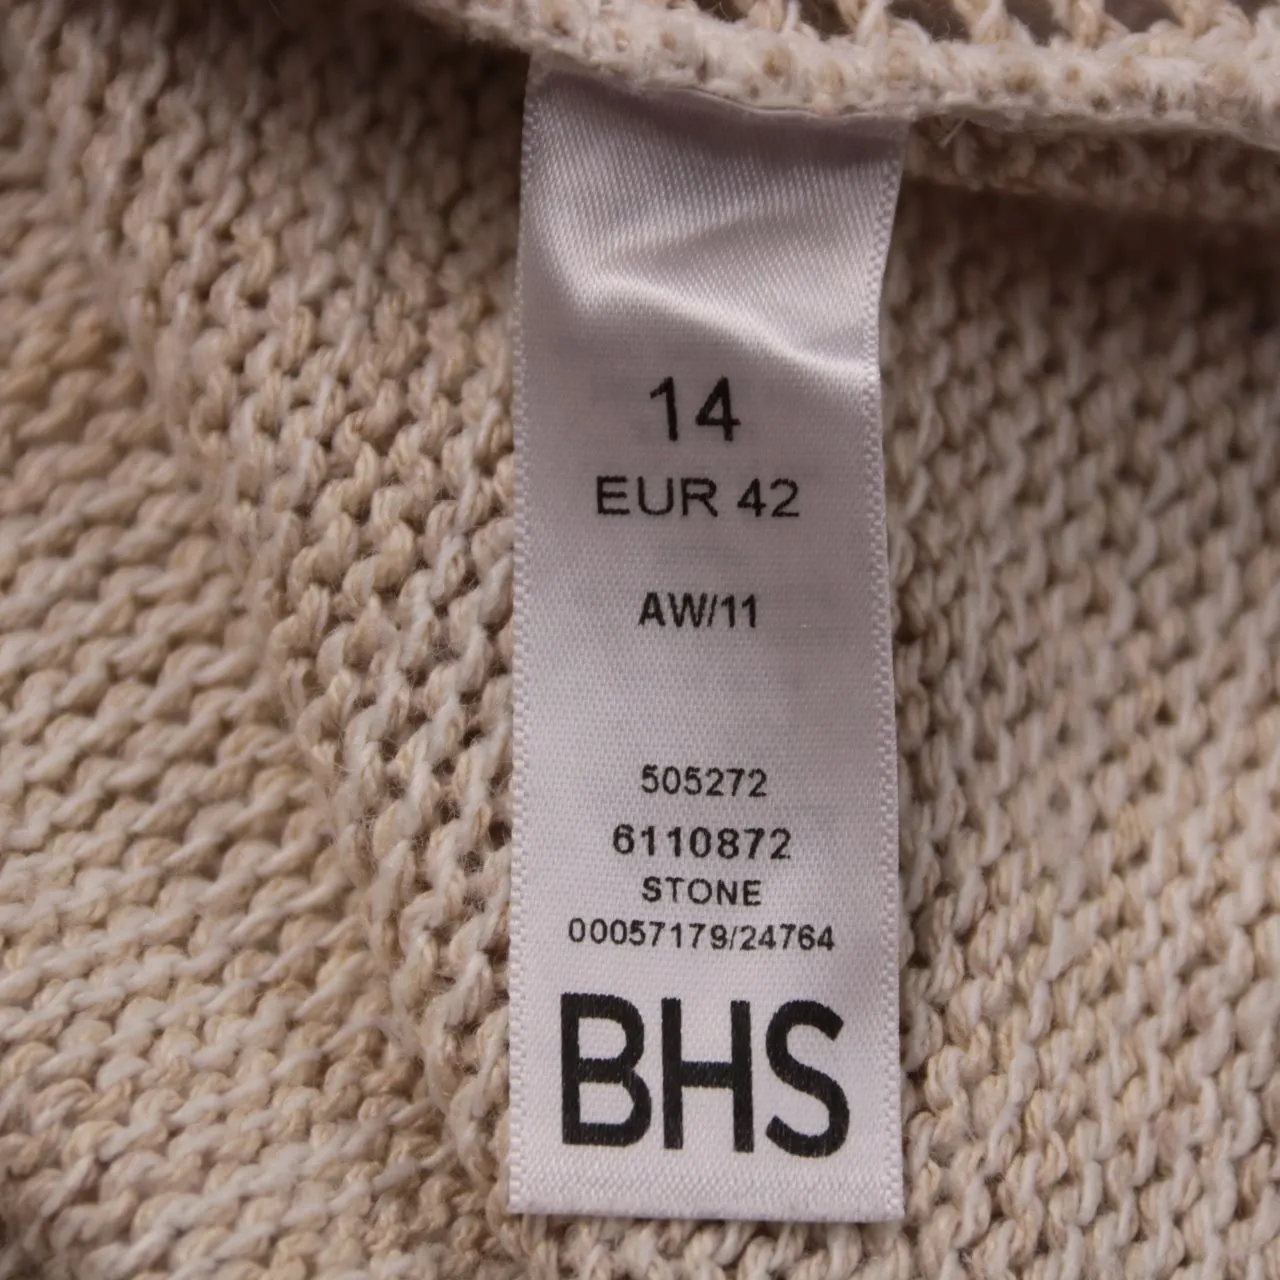 14
EUR 42
AW/11
505272
6110872
STONE
00057179/24764
BHS